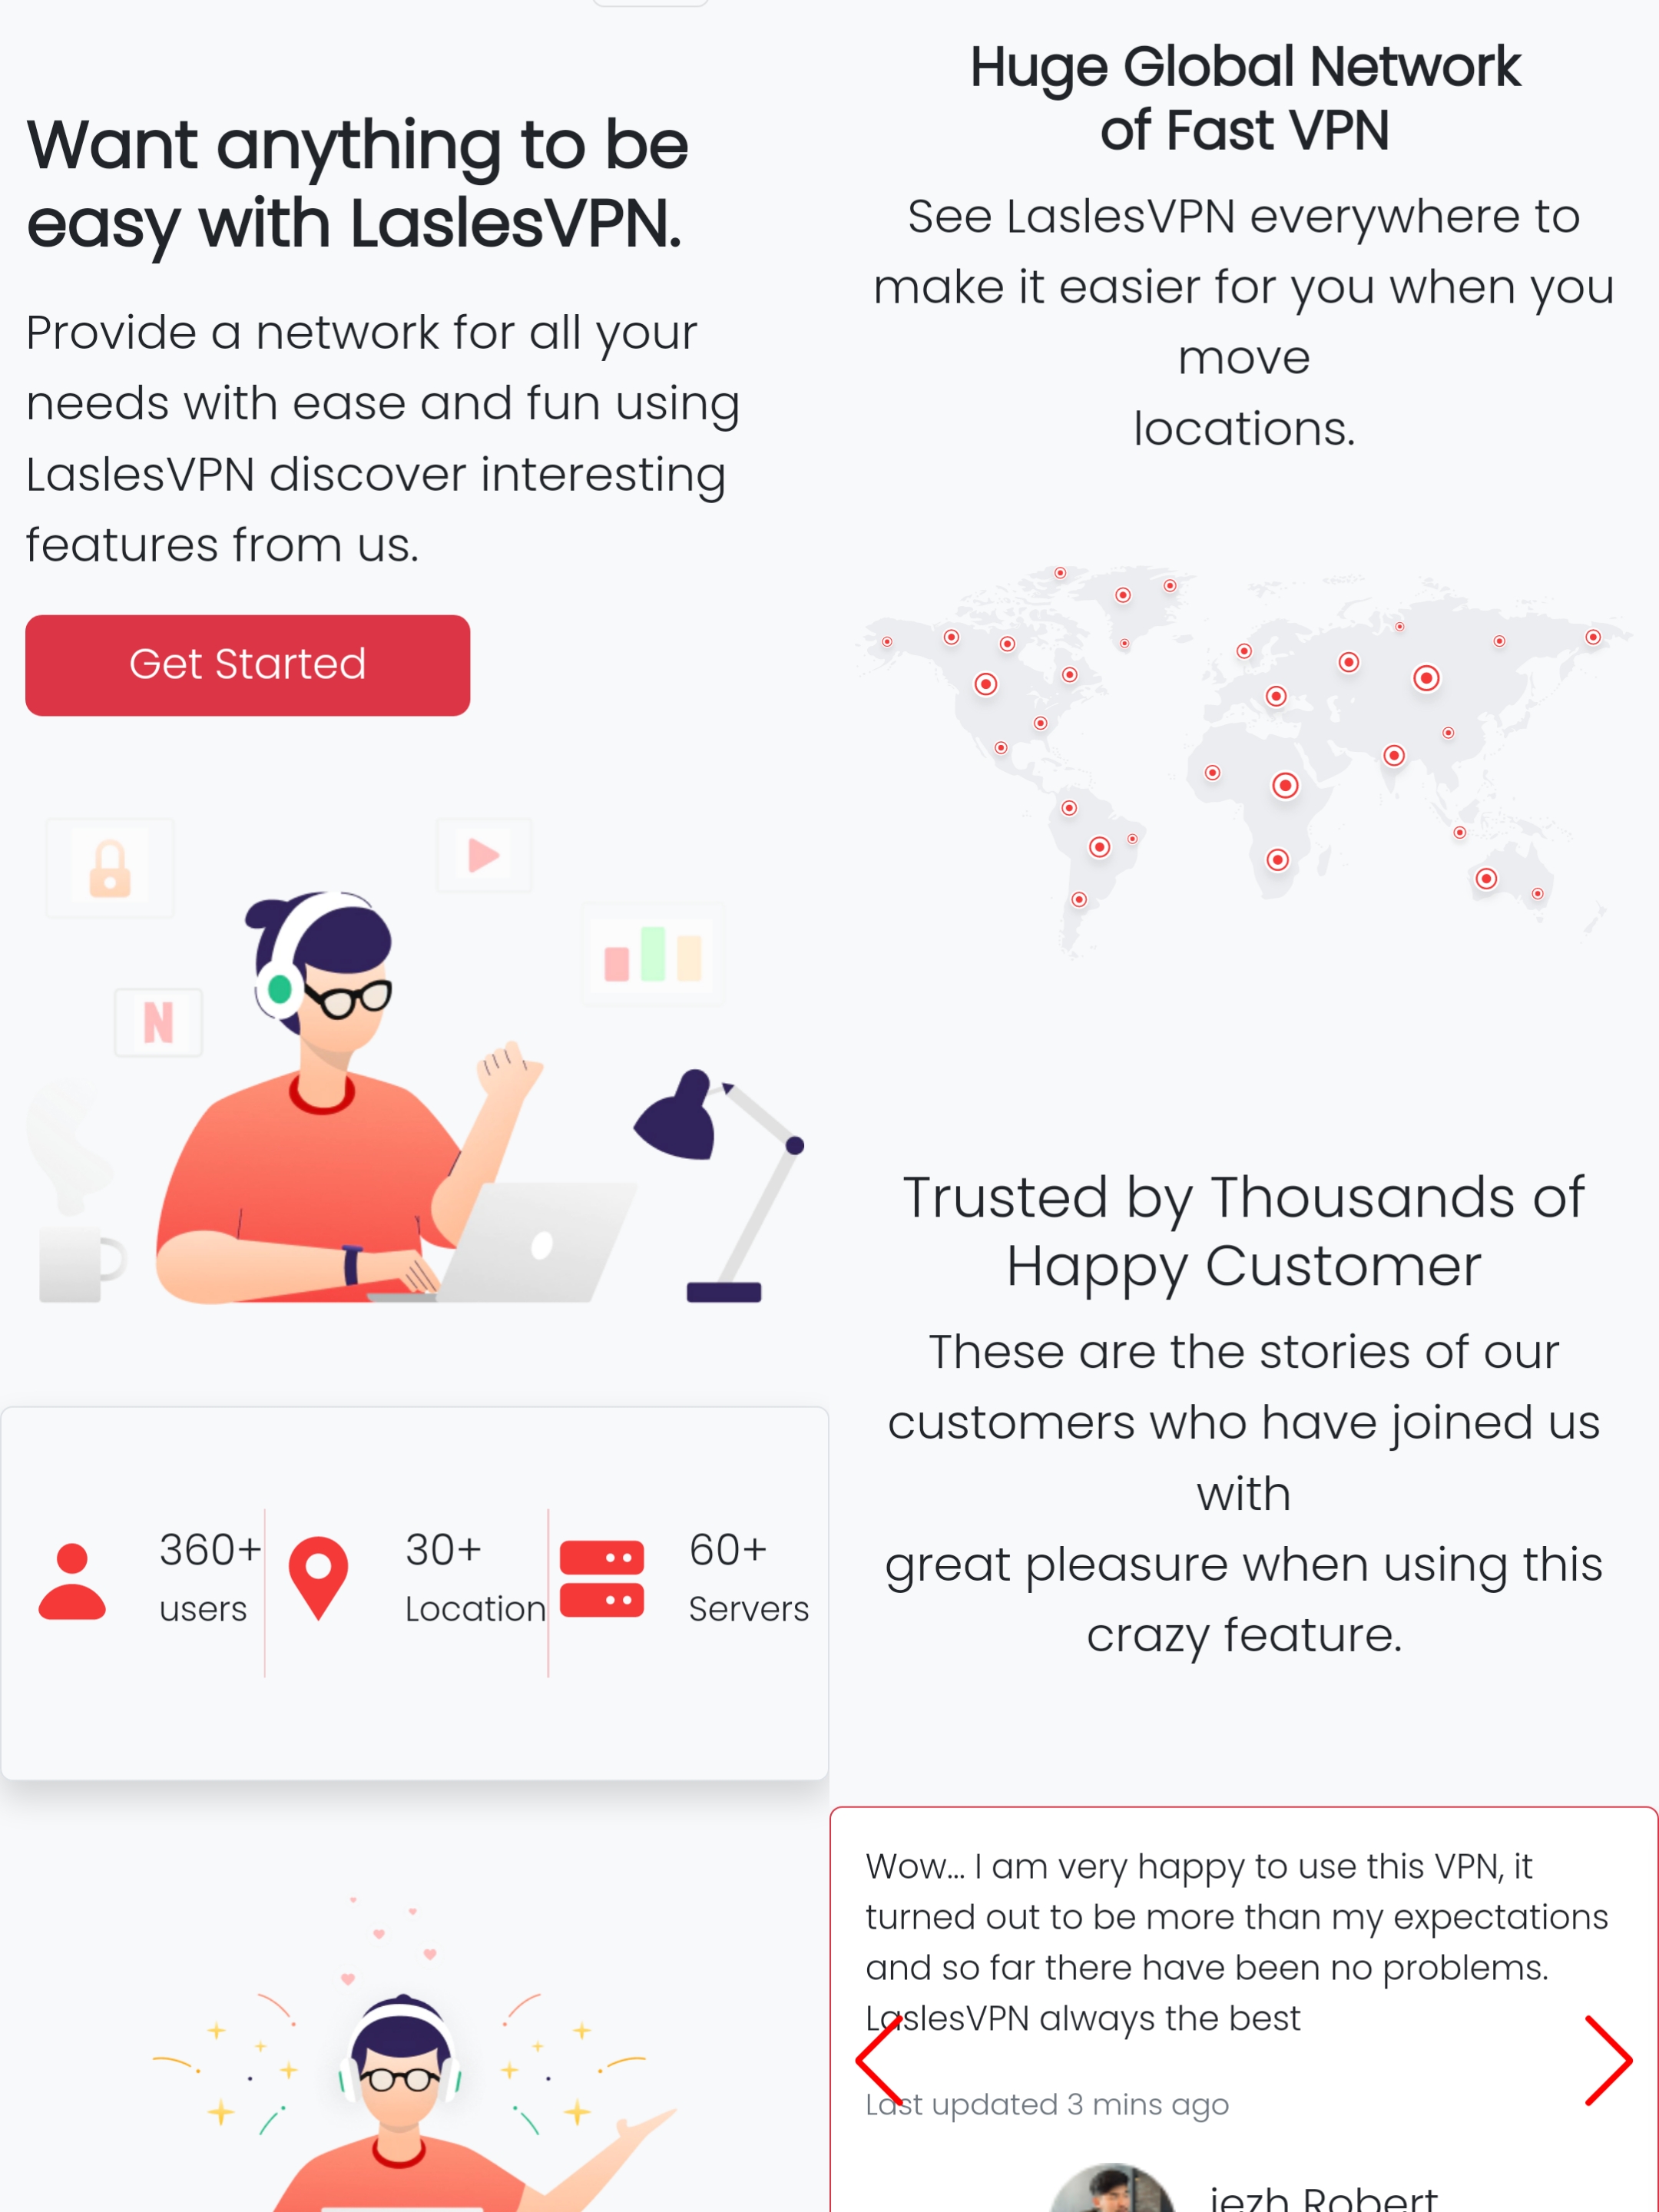 Want anything to be
easy with LaslesVPN.
Provide a network for all your
needs with ease and fun using
LaslesVPN discover interesting
features from us.
Get Started
N
360+
users
30+
Location
60+
Servers
Huge Global Network
of Fast VPN
See LaslesVPN everywhere to
make it easier for you when you
move
locations.
Trusted by Thousands of
Happy Customer
These are the stories of our
customers who have joined us
with
great pleasure when using this
crazy feature.
Wow... I am very happy to use this VPN, it
turned out to be more than my expectations
and so far there have been no problems.
LaslesVPN always the best
Last updated 3 mins ago
jezh Robert